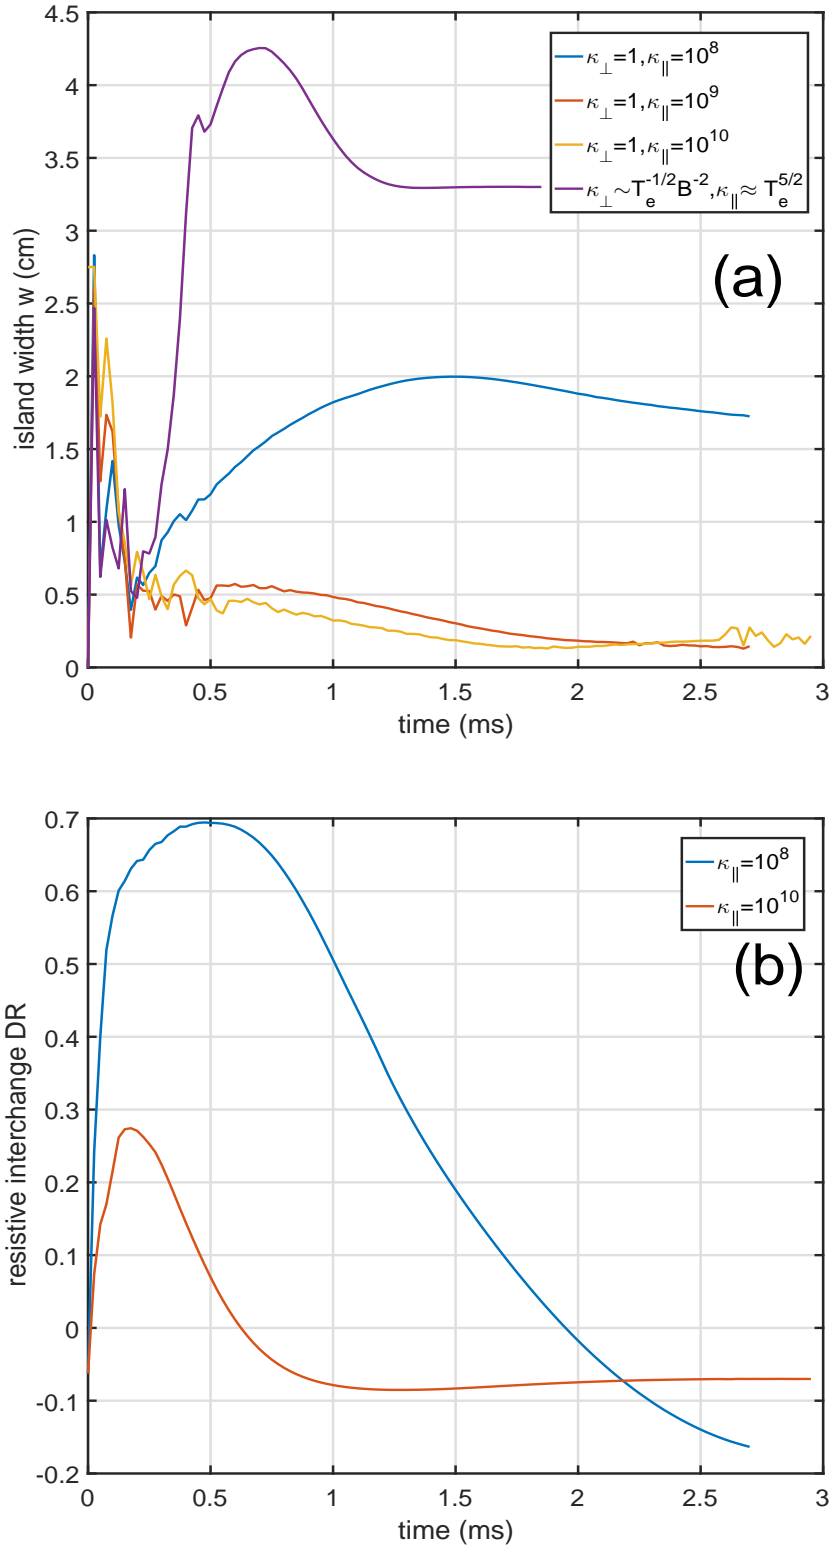 4.5
4
3.5
3
2.5
2
1.5
1
0.5
0
island width w (cm)
κ⊥=1,κ∥=10^8
κ⊥=1,κ∥=10^9
κ⊥=1,κ∥=10^10
κ⊥~T_e^-1/2 B^-2,κ∥≈ T_e^5/2
(a)
0 0.5 1 1.5 2 2.5 3
time (ms)
0.7
0.6
0.5
0.4
0.3
0.2
0.1
0
-0.1
-0.2
resistive interchange DR
κ∥=10^8
κ∥=10^10
(b)
0 0.5 1 1.5 2 2.5 3
time (ms)